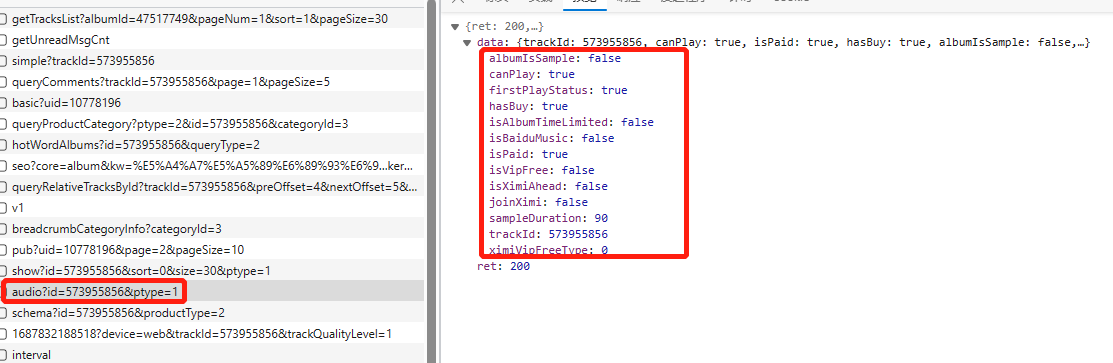 getTracksList?albumId=47517749&pageNum=1&sort=1&pageSize=30
getUnreadMsgCnt
simple?trackId=573955856
queryComments?trackId=573955856&page=1&pageSize=5
basic?uid=10778196
queryProductCategory?ptype=2&id=573955856&categoryId=3
hotWordAlbums?id=573955856&queryType=2
seo?core=album&kw=%E5%A4%A7%E5%A5%89%E6%89%93%E6%9...ker...
queryRelativeTracksById?trackId=573955856&preOffset=4&nextOffset=5&...
v1
breadcrumbCategoryInfo?categoryId=3
pub?uid=10778196&page=2&pageSize=10
show?id=573955856&sort=0&size=30&ptype=1
audio?id=573955856&ptype=1
schema?id=573955856&productType=2
1687832188518?device=web&trackId=573955856&trackQualityLevel=1
interval
{ret: 200,…}
data: {trackId: 573955856, canPlay: true, isPaid: true, hasBuy: true, albumIsSample: false,…}
albumIsSample: false
canPlay: true
firstPlayStatus: true
hasBuy: true
isAlbumTimeLimited: false
isBaiduMusic: false
isPaid: true
isVipFree: false
isXimiAhead: false
joinXimi: false
sampleDuration: 90
trackId: 573955856
ximiVipFreeType: 0
ret: 200